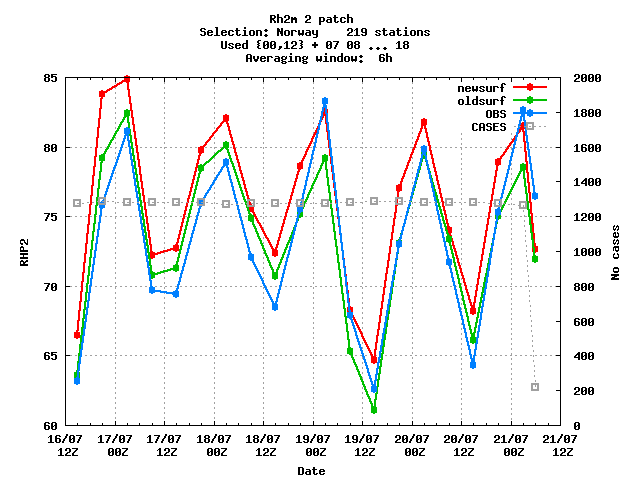 Rh2m 2 patch
Selection: Norway    219 stations
Used {00,12} + 07 08 ... 18
Averaging window:  6h
newsurf
oldsurf
OBS
CASES
85
80
75
70
65
60
RHP2
2000
1800
1600
1400
1200
1000
800
600
400
200
0
No cases
16/07 17/07 17/07 18/07 18/07 19/07 19/07 20/07 20/07 21/07 21/07
12Z 00Z 12Z 00Z 12Z 00Z 12Z 00Z 12Z 00Z 12Z
Date